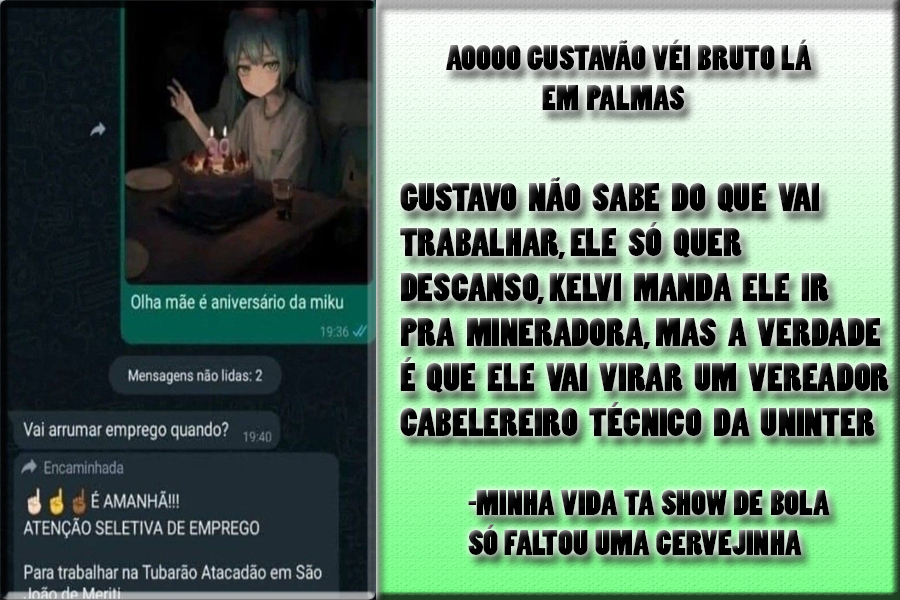 Olha mãe é aniversário da miku
19:36
Mensagens não lidas: 2
Vai arrumar emprego quando?
19:40
Encaminhada
☝🏻☝☝🏾É AMANHÃ!!!
ATENÇÃO SELETIVA DE EMPREGO
Para trabalhar na Tubarão Atacadão em São
João de Meriti
AOOOO GUSTAVÃO VÉI BRUTO LÁ
EM PALMAS
GUSTAVO NÃO SABE DO QUE VAI
TRABALHAR, ELE SÓ QUER
DESCANSO, KELVI MANDA ELE IR
PRA MINERADORA, MAS A VERDADE
É QUE ELE VAI VIRAR UM VEREADOR
CABELEREIRO TÉCNICO DA UNINTER
-MINHA VIDA TA SHOW DE BOLA
SÓ FALTOU UMA CERVEJINHA